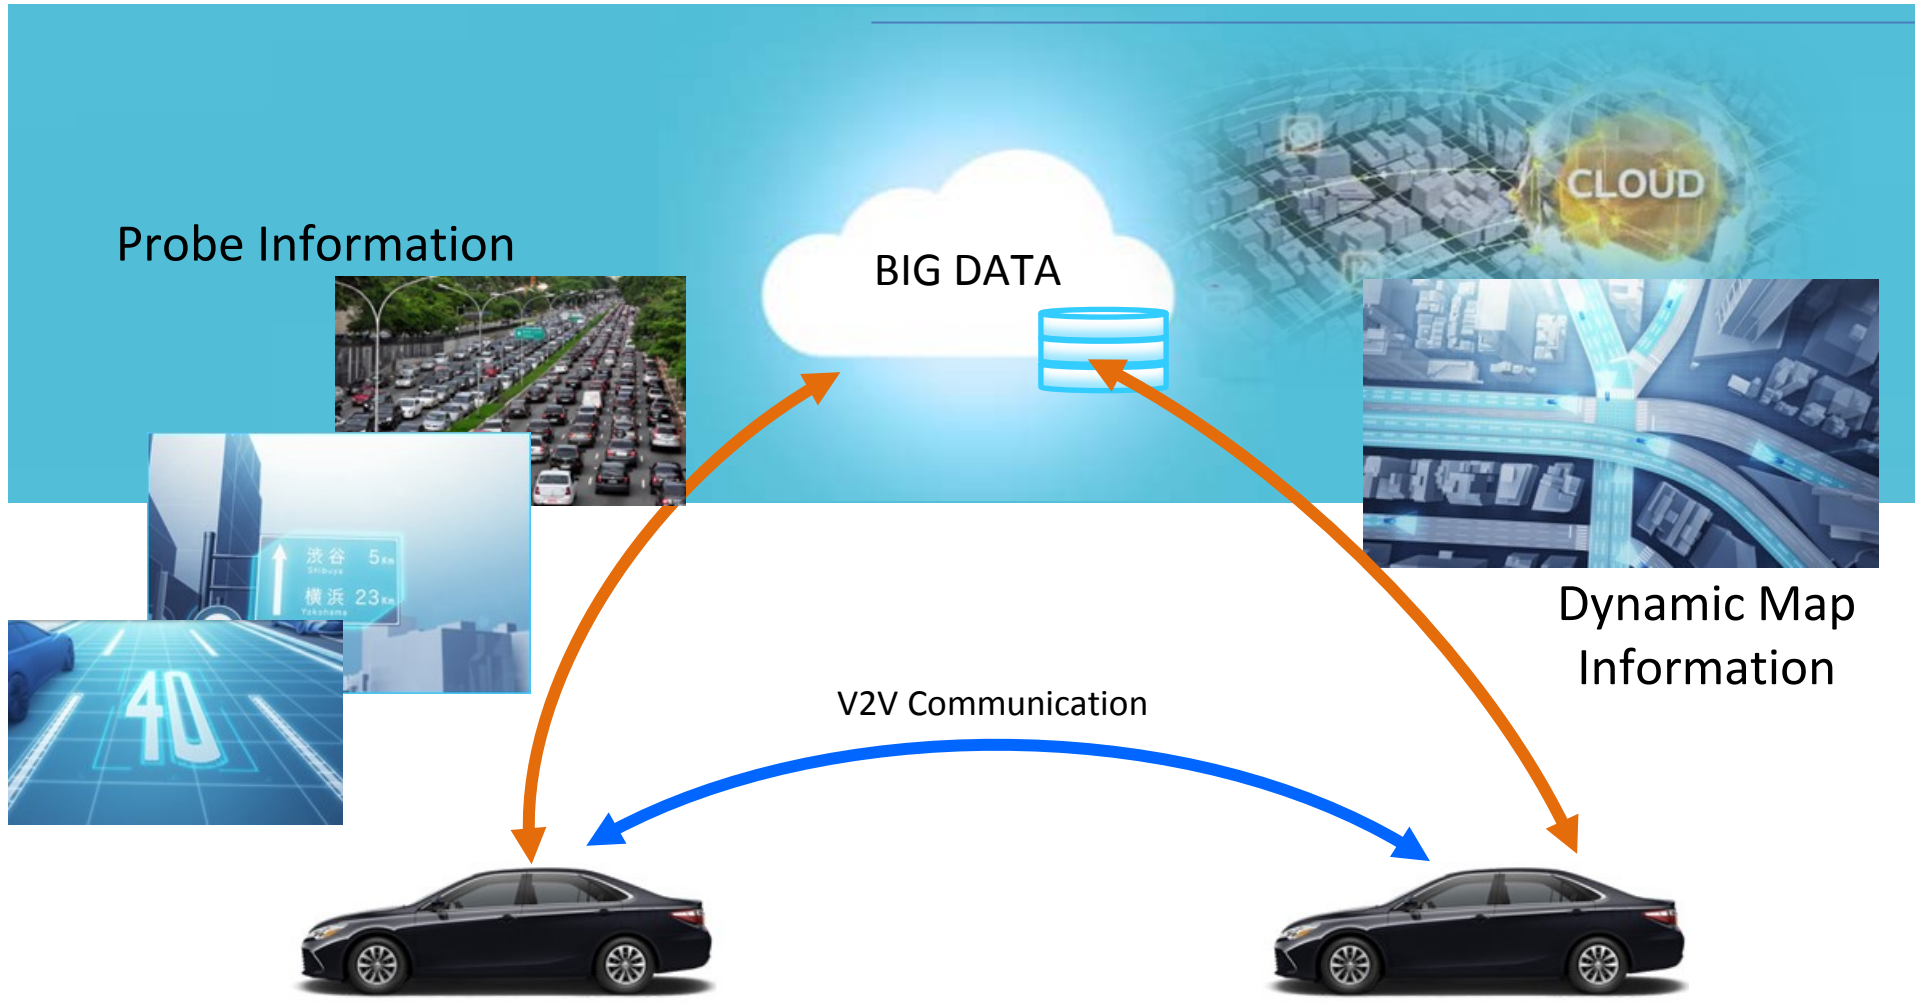 Probe Information
BIG DATA
CLOUD
渋谷 5Km
Shibuya
横浜 23Km
Yokohama
40
Dynamic Map
Information
V2V Communication